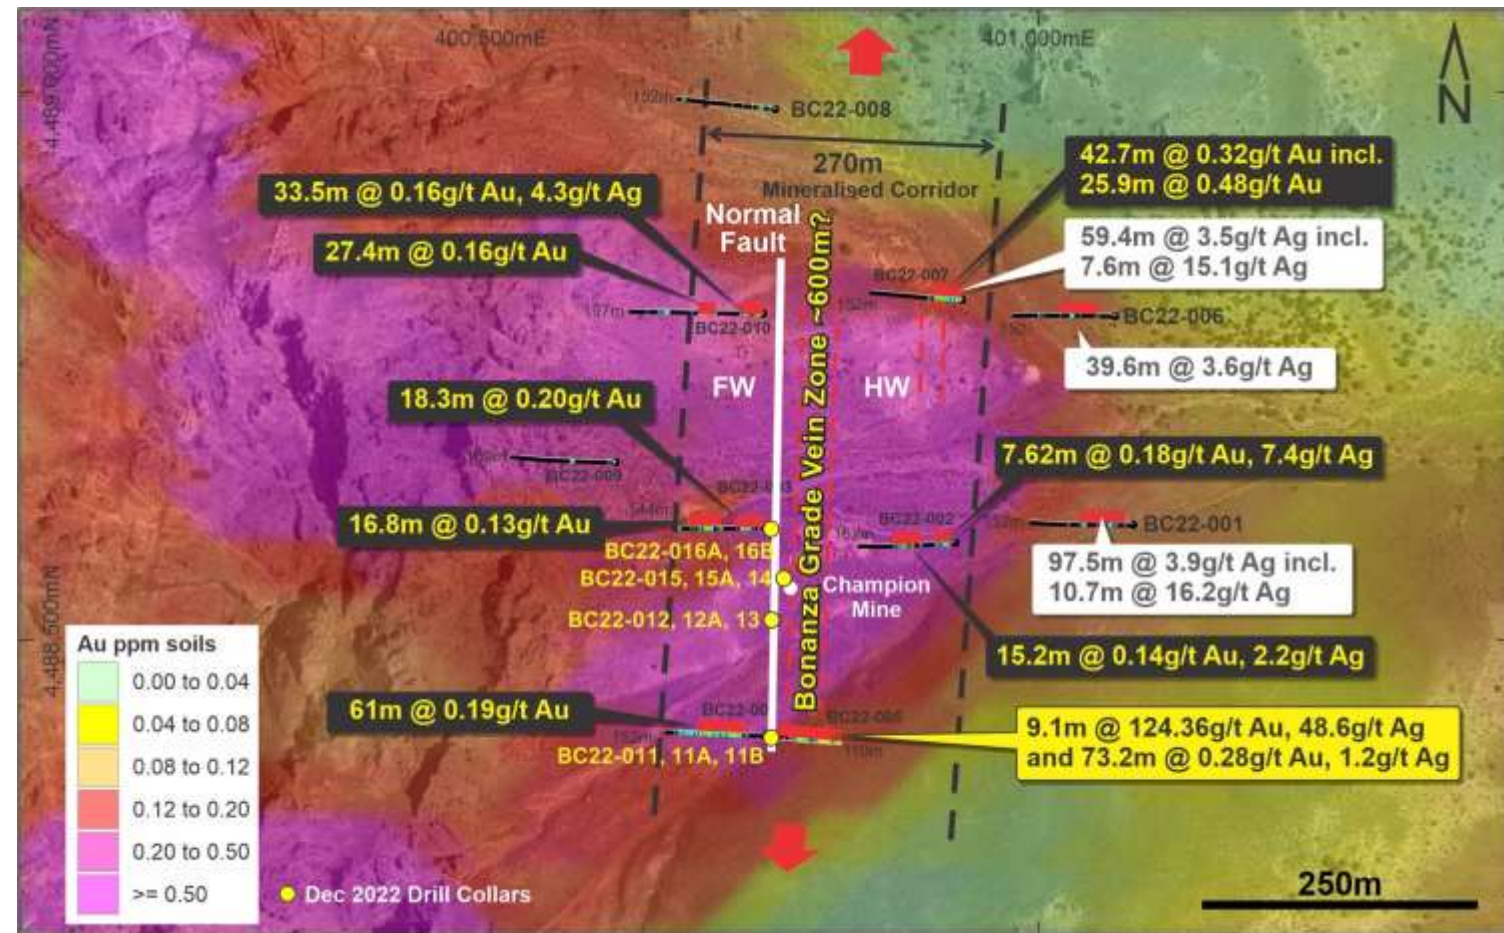 400,500mE
401,000mE
4,489,000mN
N
152m
BC22-008
270m
Mineralised Corridor
42.7m @ 0.32g/t Au incl.
25.9m @ 0.48g/t Au
33.5m @ 0.16g/t Au, 4.3g/t Ag
Normal
Fault
59.4m @ 3.5g/t Ag incl.
7.6m @ 15.1g/t Ag
27.4m @ 0.16g/t Au
BC22-007
152m
BC22-010
BC22-006
39.6m @ 3.6g/t Ag
FW
HW
Bonanza Grade Vein Zone ~600m?
18.3m @ 0.20g/t Au
7.62m @ 0.18g/t Au, 7.4g/t Ag
BC22-009
16.8m @ 0.13g/t Au
BC22-002
BC22-001
BC22-016A, 16B
97.5m @ 3.9g/t Ag incl.
10.7m @ 16.2g/t Ag
BC22-015, 15A, 14
Champion
Mine
BC22-012, 12A, 13
4,488,500mN
15.2m @ 0.14g/t Au, 2.2g/t Ag
61m @ 0.19g/t Au
BC22-00
9.1m @ 124.36g/t Au, 48.6g/t Ag
and 73.2m @ 0.28g/t Au, 1.2g/t Ag
BC22-011, 11A, 11B
Au ppm soils
0.00 to 0.04
0.04 to 0.08
0.08 to 0.12
0.12 to 0.20
0.20 to 0.50
>= 0.50
Dec 2022 Drill Collars
250m